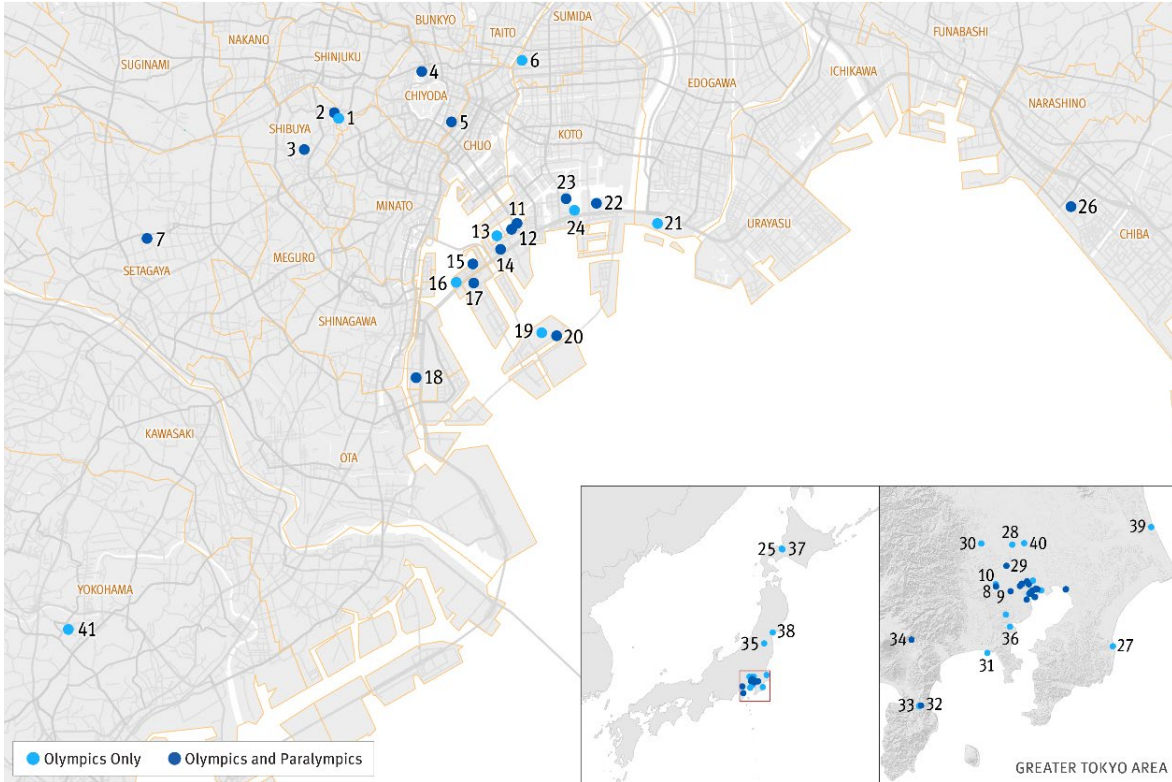 BUNKYO
TAITO
SUMIDA
FUNABASHI
NAKANO
SHINJUKU
SUGINAMI
6
4
ICHIKAWA
EDOGAWA
CHIYODA
NARASHINO
2
1
5
SHIBUYA
KOTO
CHUO
3
23
22
MINATO
11
26
24
21
URAYASU
13
12
CHIBA
7
MEGURO
14
SETAGAYA
15
16
17
SHINAGAWA
19
20
18
KAWASAKI
OTA
YOKOHAMA
41
25
37
38
35
39
30
28
40
29
10
8
9
34
36
31
27
33
32
GREATER TOKYO AREA
Olympics Only
Olympics and Paralympics